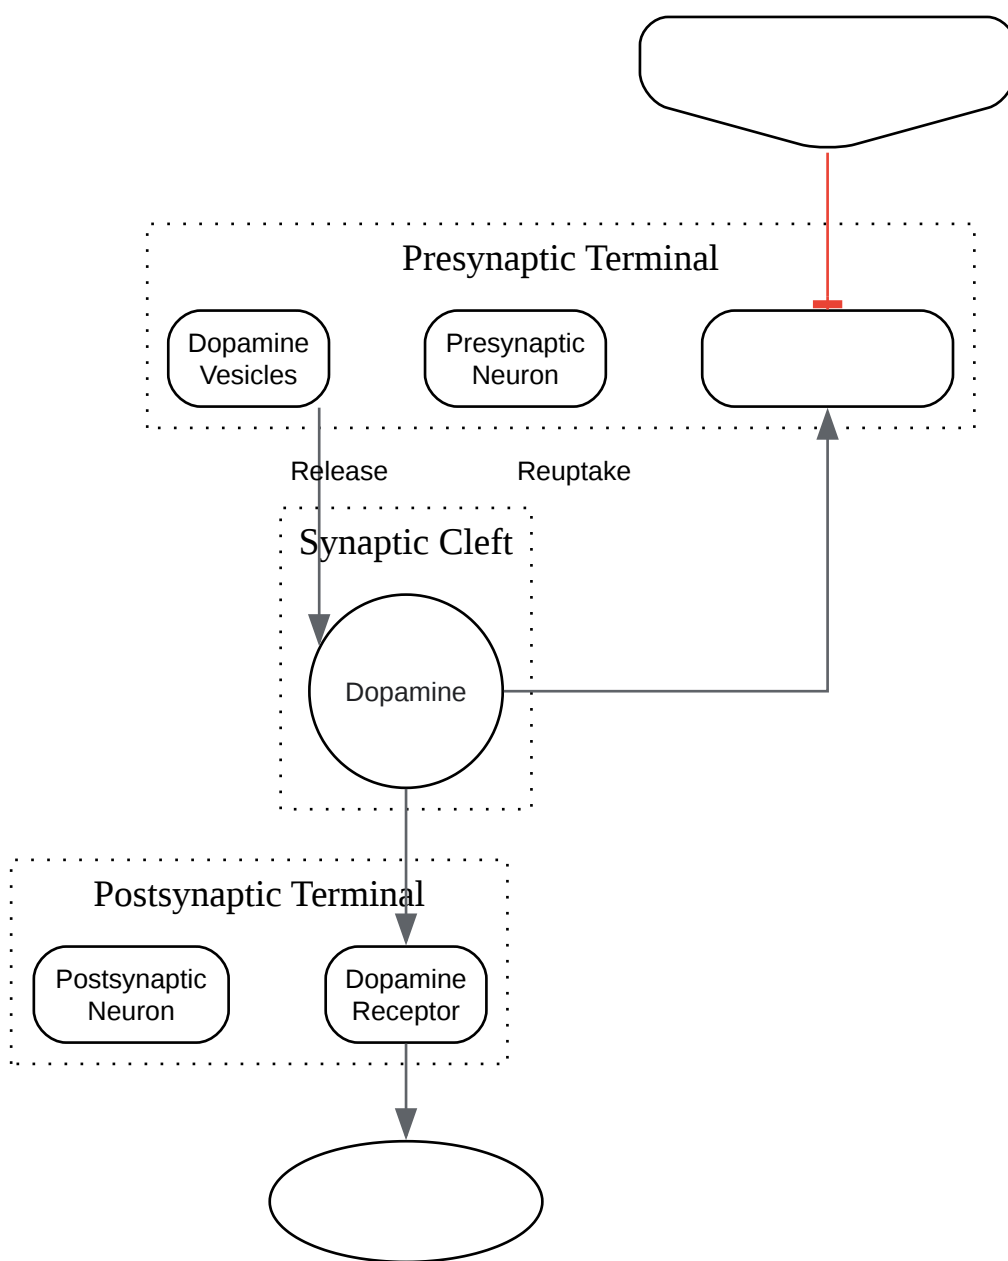 Presynaptic Terminal
Dopamine
Vesicles
Presynaptic
Neuron
Release
Reuptake
Synaptic Cleft
Dopamine
Postsynaptic Terminal
Postsynaptic
Neuron
Dopamine
Receptor